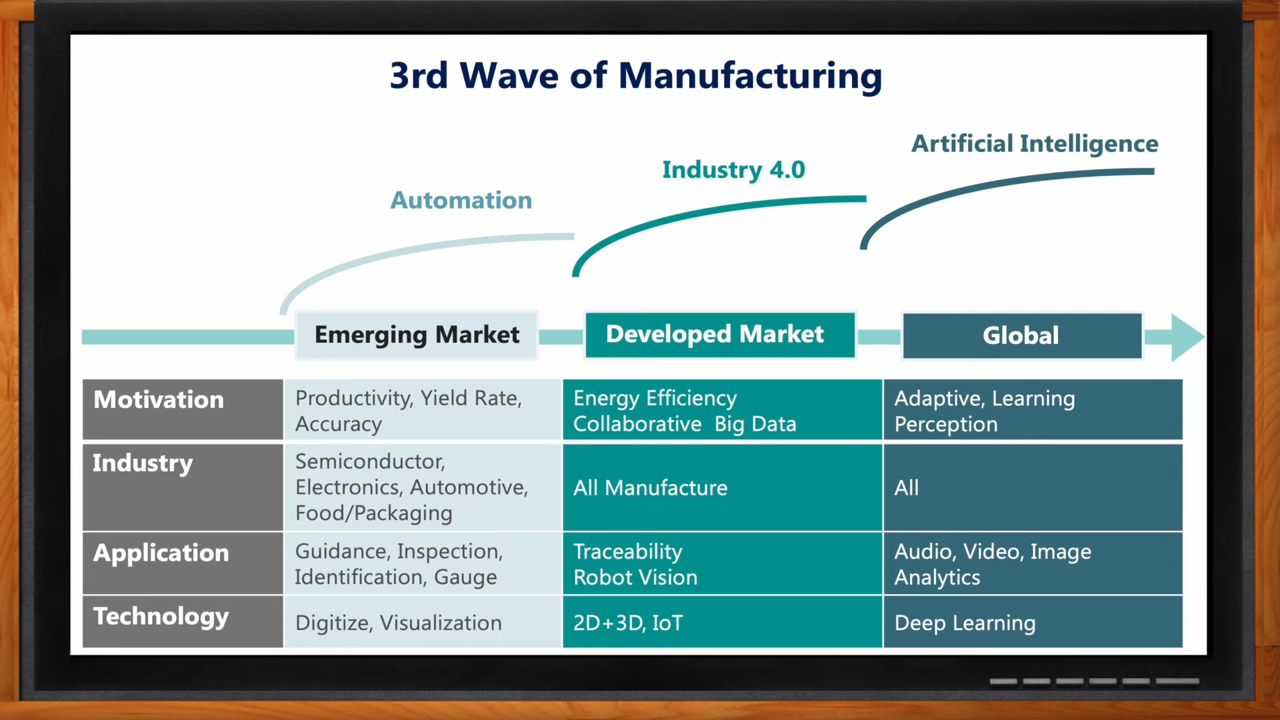 3rd Wave of Manufacturing
Automation
Industry 4.0
Artificial Intelligence
Emerging Market
Developed Market
Global
Motivation
Productivity, Yield Rate,
Accuracy
Energy Efficiency
Collaborative  Big Data
Adaptive, Learning
Perception
Industry
Semiconductor,
Electronics, Automotive,
Food/Packaging
All Manufacture
All
Application
Guidance, Inspection,
Identification, Gauge
Traceability
Robot Vision
Audio, Video, Image
Analytics
Technology
Digitize, Visualization
2D+3D, IoT
Deep Learning